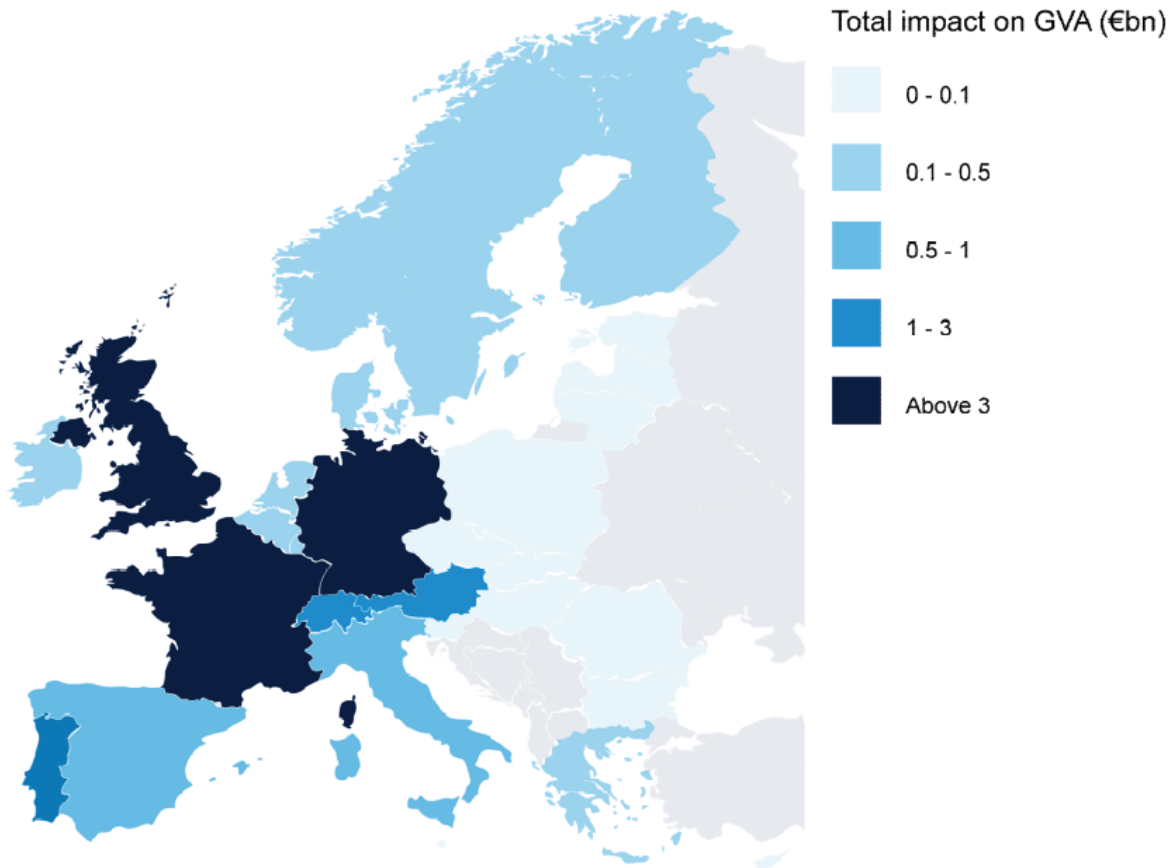 Total impact on GVA (€bn)
0 - 0.1
0.1 - 0.5
0.5 - 1
1 - 3
Above 3